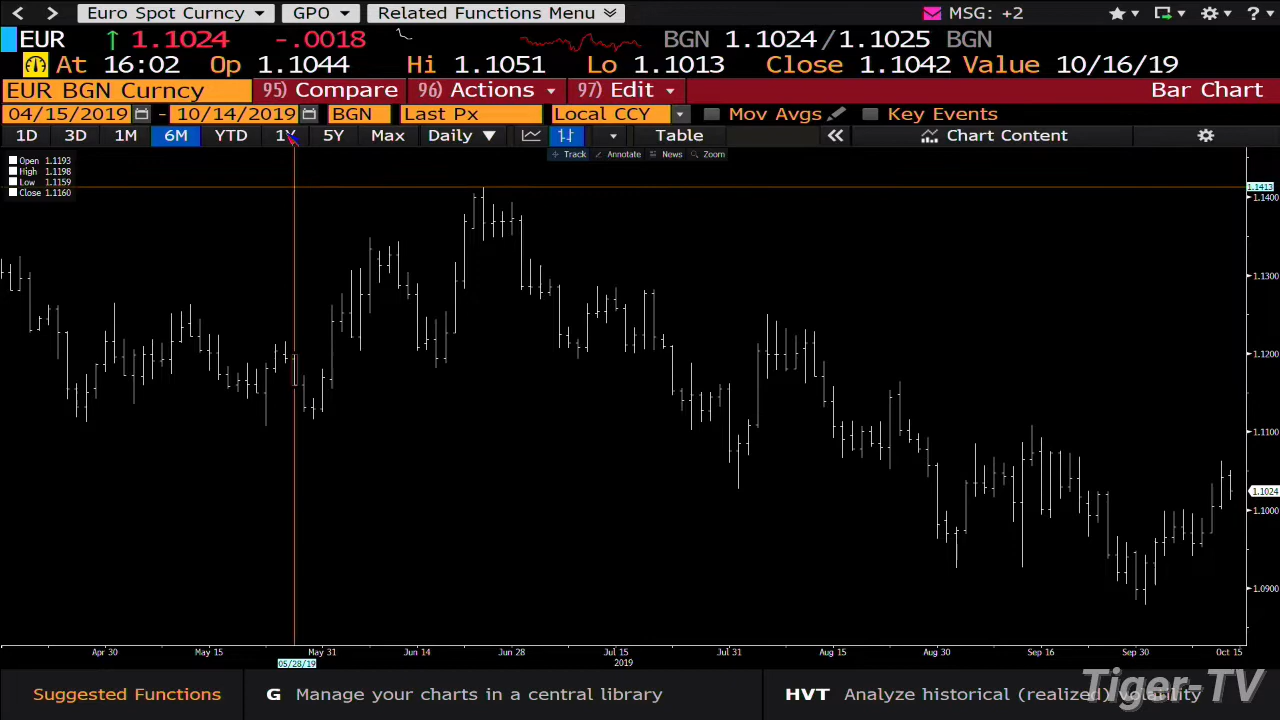 < > Euro Spot Curncy GPO Related Functions Menu MSG: +2 ?
EUR ↑ 1.1024 -.0018 BGN 1.1024/1.1025 BGN
At 16:02 Op 1.1044 Hi 1.1051 Lo 1.1013 Close 1.1042 Value 10/16/19
EUR BGN Curncy 95) Compare 96) Actions 97) Edit Bar Chart
04/15/2019 - 10/14/2019 BGN Last Px Local CCY Mov Avgs Key Events
1D 3D 1M 6M YTD 1Y 5Y Max Daily ▼ Table « Chart Content
Track Annotate News Zoom
Open 1.1193
High 1.1198
Low 1.1159
Close 1.1160
1.1413
1.1400
1.1300
1.1200
1.1100
1.1024
1.1000
1.0900
Apr 30 May 15 May 31 Jun 14 Jun 28 Jul 15 Jul 31 Aug 15 Aug 30 Sep 16 Sep 30 Oct 15
05/28/19 2019
Suggested Functions G Manage your charts in a central library HVT Analyze historical (realized) volatility
Tiger-TV